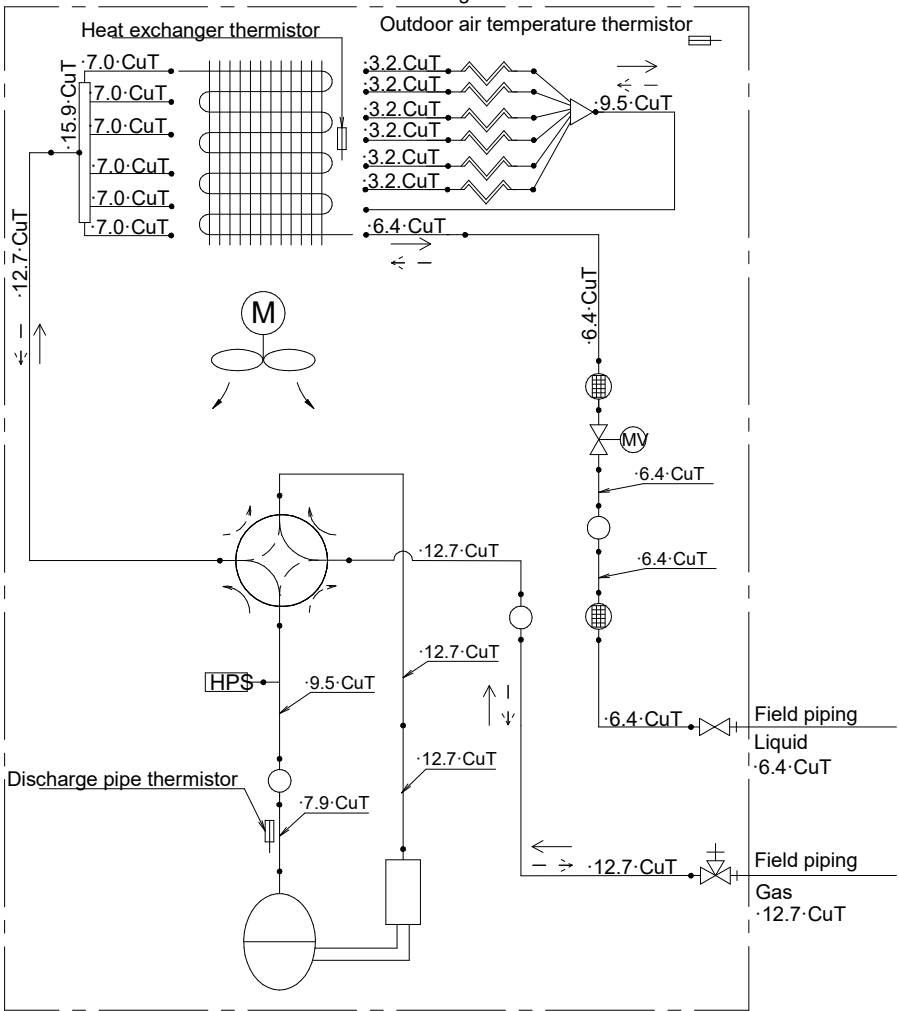 Heat exchanger thermistor
Outdoor air temperature thermistor
·7.0·CuT
·7.0·CuT
·7.0·CuT
·7.0·CuT
·7.0·CuT
·7.0·CuT
·15.9·CuT
·3.2.CuT
·3.2.CuT
·3.2.CuT
·3.2.CuT
·3.2.CuT
·3.2.CuT
·9.5·CuT
·6.4·CuT
·12.7·CuT
·6.4·CuT
M
MV
·6.4·CuT
·12.7·CuT
·6.4·CuT
HPS
·9.5·CuT
·12.7·CuT
·6.4·CuT
Field piping
Liquid
·6.4·CuT
Discharge pipe thermistor
·7.9·CuT
·12.7·CuT
·12.7·CuT
Field piping
Gas
·12.7·CuT